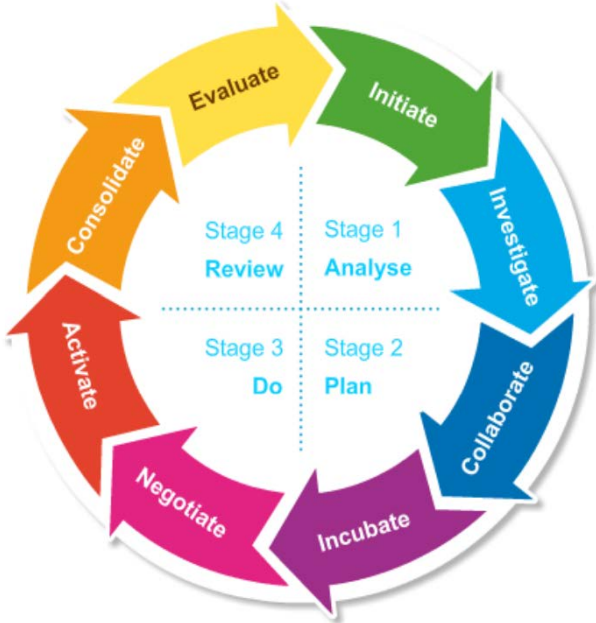 Evaluate
Initiate
Consolidate
Investigate
Stage 4
Review
Stage 1
Analyse
Stage 3
Do
Stage 2
Plan
Activate
Collaborate
Negotiate
Incubate